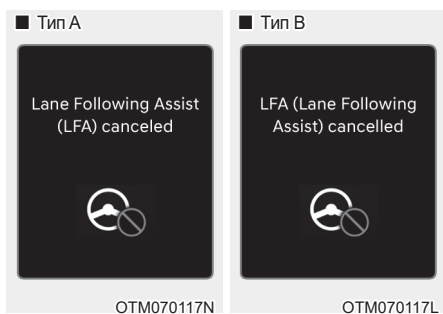 ■ Тип A
Lane Following Assist
(LFA) canceled
OTM070117N
■ Тип B
LFA (Lane Following
Assist) cancelled
OTM070117L